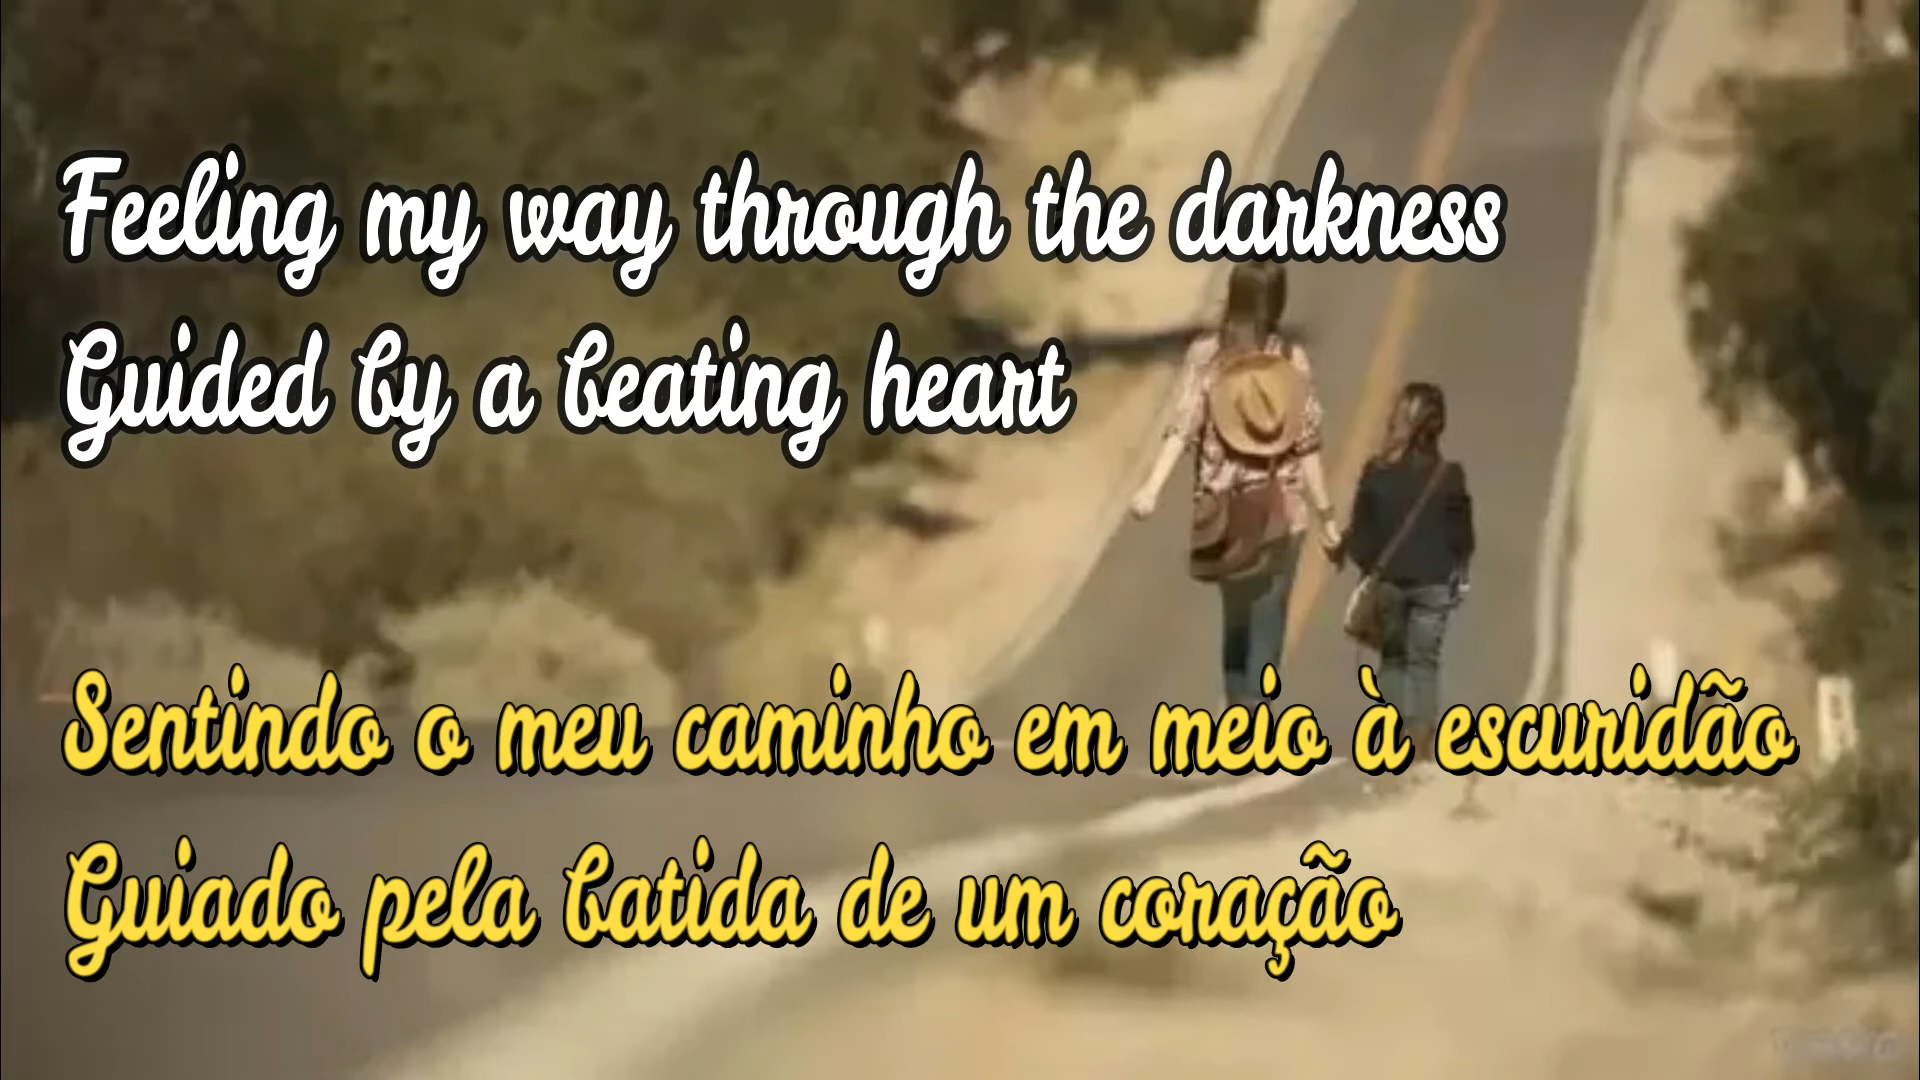 Feeling my way through the darkness
Guided by a beating heart
Sentindo o meu caminho em meio à escuridão
Guiado pela batida de um coração